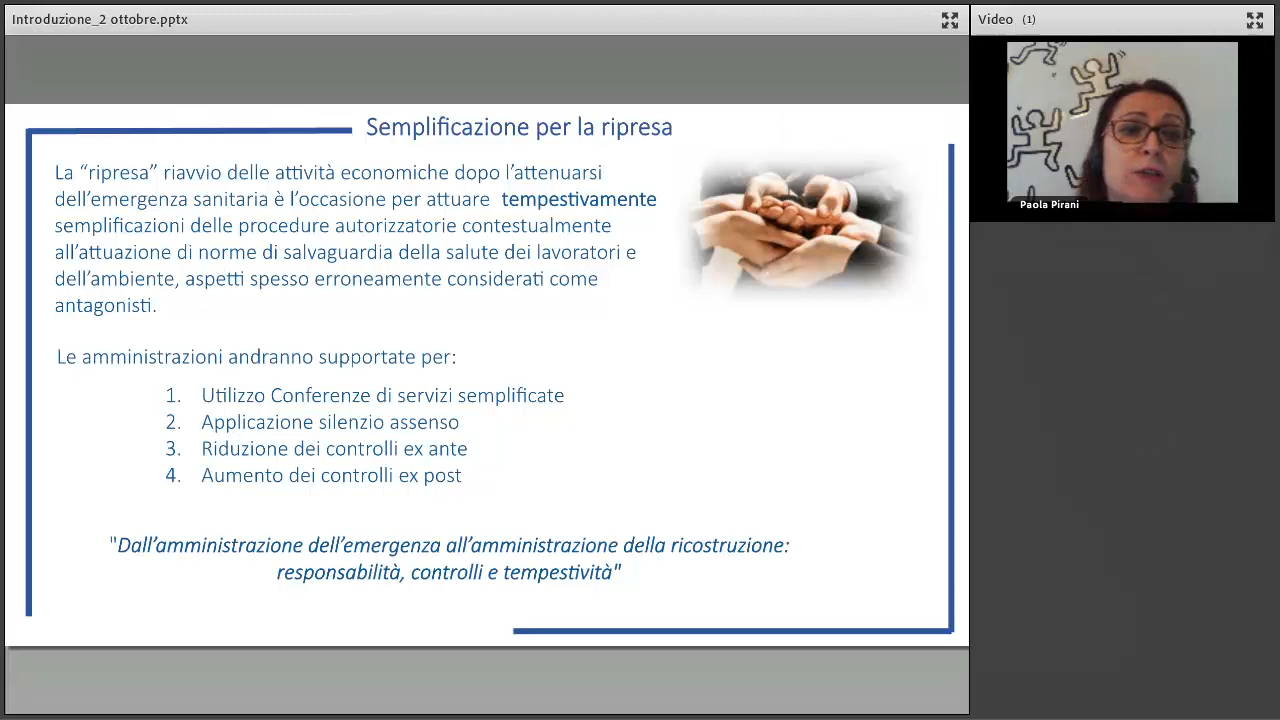 Introduzione_2 ottobre.pptx
Video (1)
Paola Pirani
Semplificazione per la ripresa
La “ripresa” riavvio delle attività economiche dopo l’attenuarsi
dell’emergenza sanitaria è l’occasione per attuare tempestivamente
semplificazioni delle procedure autorizzatorie contestualmente
all’attuazione di norme di salvaguardia della salute dei lavoratori e
dell’ambiente, aspetti spesso erroneamente considerati come
antagonisti.
Le amministrazioni andranno supportate per:
1. Utilizzo Conferenze di servizi semplificate
2. Applicazione silenzio assenso
3. Riduzione dei controlli ex ante
4. Aumento dei controlli ex post
"Dall’amministrazione dell’emergenza all’amministrazione della ricostruzione:
responsabilità, controlli e tempestività"